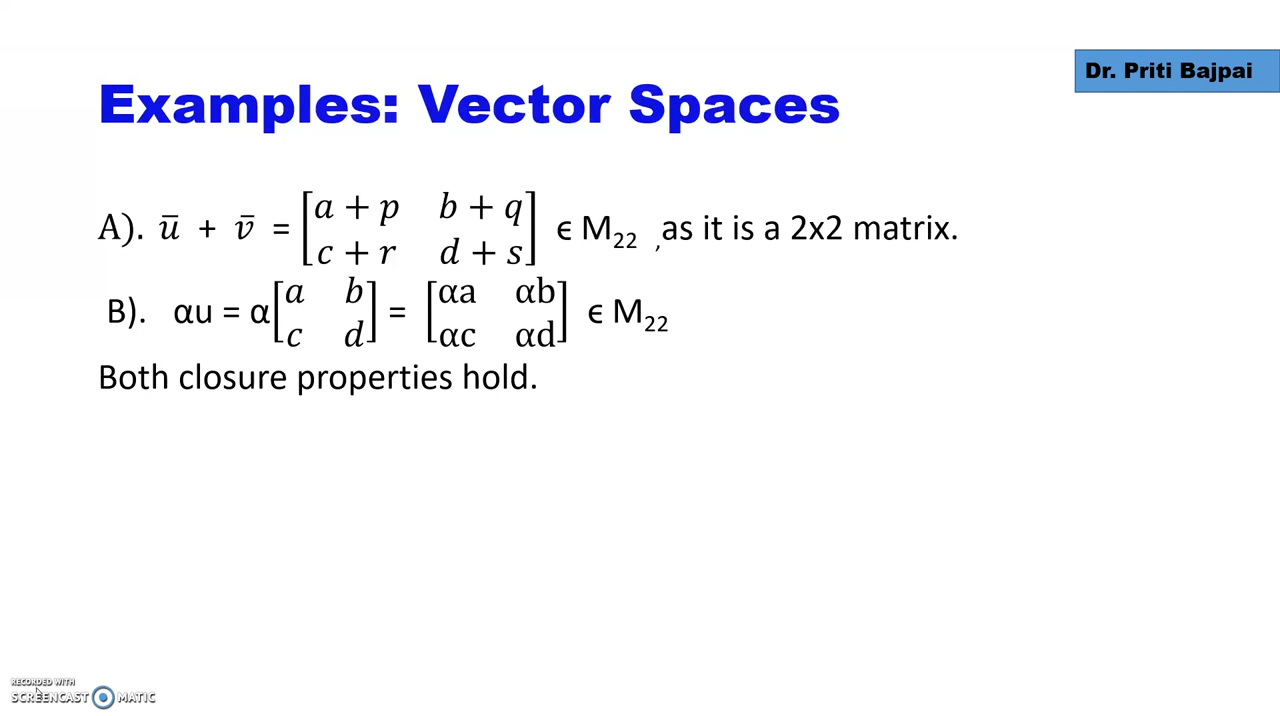 Dr. Priti Bajpai
Examples: Vector Spaces
A). u̅ + v̅ = [a + p b + q
c + r d + s] ϵ M₂₂ ,as it is a 2x2 matrix.
B). αu = α[a b
c d] = [αa αb
αc αd] ϵ M₂₂
Both closure properties hold.
RECORDED WITH
SCREENCAST MATIC